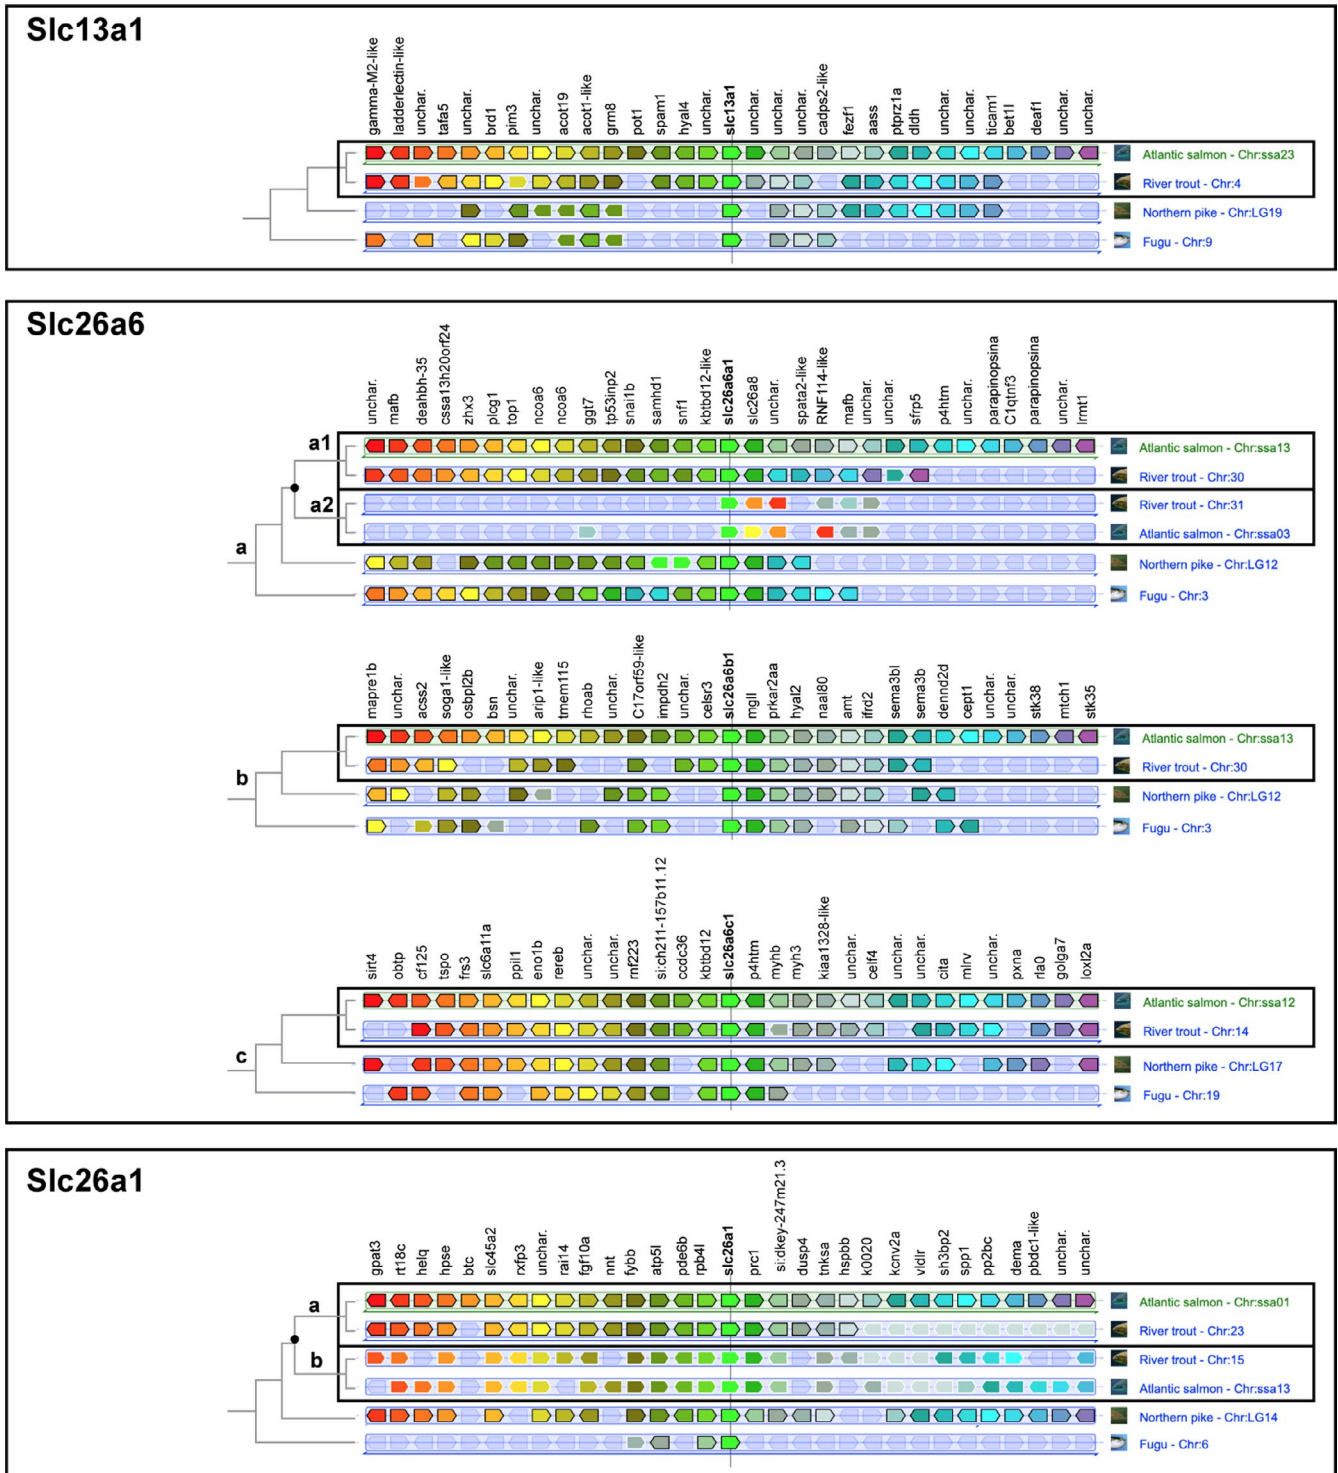 Slc13a1
gamma-M2-like
ladderlectin-like
unchar.
tafa5
unchar.
brd1
pim3
unchar.
acot19
acot1-like
grm8
pot1
spam1
hyal4
unchar.
slc13a1
unchar.
unchar.
unchar.
cadps2-like
fezf1
aass
ptprz1a
dldh
unchar.
unchar.
ticam1
bet1l
deaf1
unchar.
unchar.
Atlantic salmon - Chr:ssa23
River trout - Chr:4
Northern pike - Chr:LG19
Fugu - Chr:9
Slc26a6
unchar.
mafb
deahbh-35
cssa13h20orf24
zhx3
plcg1
top1
ncoa6
ncoa6
ggt7
tp53inp2
snai1b
samhd1
snf1
kbtbd12-like
slc26a6a1
slc26a8
unchar.
spata2-like
RNF114-like
mafb
unchar.
unchar.
sfrp5
p4htm
unchar.
parapinopsina
C1qtnf3
parapinopsina
unchar.
lrmt1
a1
Atlantic salmon - Chr:ssa13
River trout - Chr:30
a2
River trout - Chr:31
Atlantic salmon - Chr:ssa03
a
Northern pike - Chr:LG12
Fugu - Chr:3
mapre1b
unchar.
acss2
soga1-like
osbpl2b
bsn
unchar.
arip1-like
tmem115
rhoab
unchar.
C17orf59-like
impdh2
unchar.
celsr3
slc26a6b1
mgll
prkar2aa
hyal2
naal80
amt
ifrd2
sema3bl
sema3b
dennd2d
cept1
unchar.
unchar.
stk38
mtch1
stk35
Atlantic salmon - Chr:ssa13
River trout - Chr:30
b
Northern pike - Chr:LG12
Fugu - Chr:3
sirt4
obtp
cf125
tspo
frs3
slc6a11a
ppil1
eno1b
rereb
unchar.
unchar.
rnf223
si:ch211-157b11.12
ccdc36
kbtbd12
slc26a6c1
p4htm
myhb
myh3
kiaa1328-like
unchar.
celf4
unchar.
unchar.
cita
mlrv
unchar.
pxna
rla0
golga7
loxl2a
Atlantic salmon - Chr:ssa12
River trout - Chr:14
c
Northern pike - Chr:LG17
Fugu - Chr:19
Slc26a1
gpat3
rt18c
helq
hpse
btc
slc45a2
rxfp3
unchar.
rai14
fgf10a
nnt
fybb
atp5l
pde6b
rpb4l
slc26a1
prc1
si:dkey-247m21.3
dusp4
tnksa
hspbb
k0020
kcnv2a
vldlr
sh3bp2
spp1
pp2bc
dema
pbdc1-like
unchar.
unchar.
a
Atlantic salmon - Chr:ssa01
River trout - Chr:23
b
River trout - Chr:15
Atlantic salmon - Chr:ssa13
Northern pike - Chr:LG14
Fugu - Chr:6